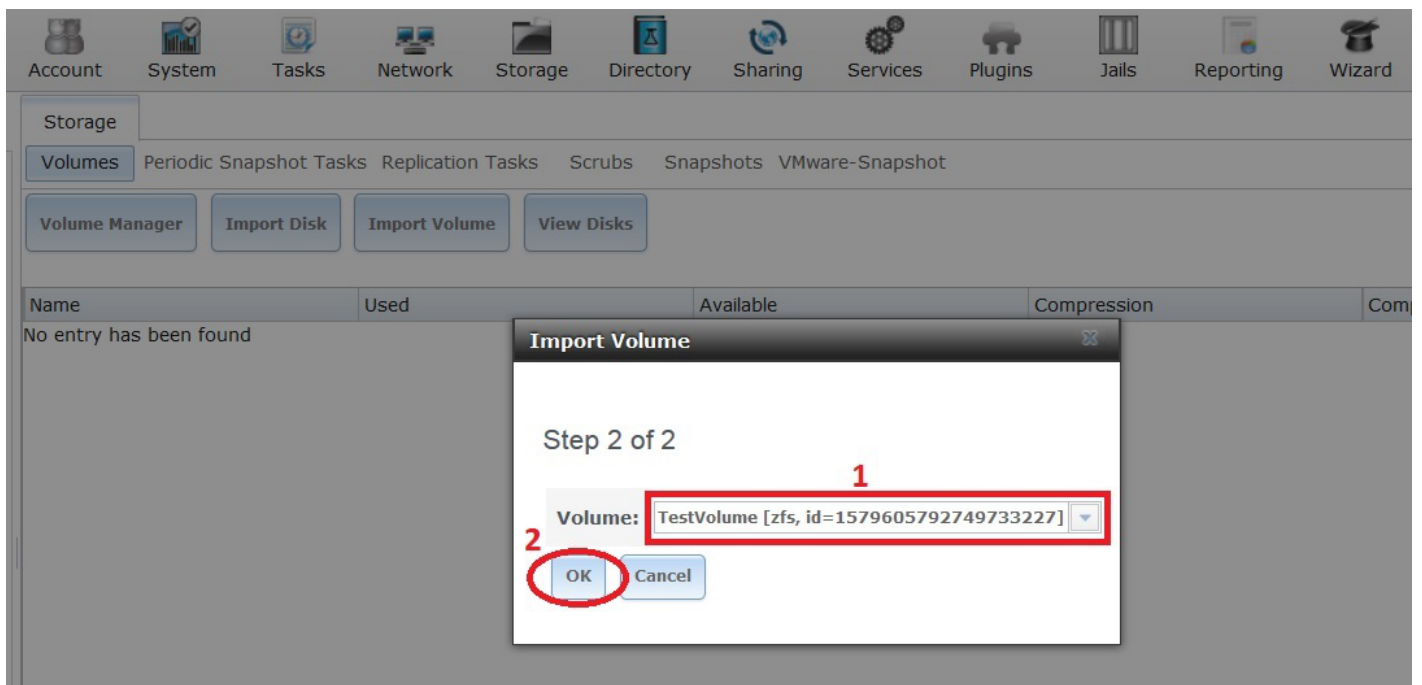 Account System Tasks Network Storage Directory Sharing Services Plugins Jails Reporting Wizard
Storage
Volumes Periodic Snapshot Tasks Replication Tasks Scrubs Snapshots VMware-Snapshot
Volume Manager Import Disk Import Volume View Disks
Name Used Available Compression
No entry has been found
Import Volume
Step 2 of 2
1
Volume: TestVolume [zfs, id=1579605792749733227]
2
OK Cancel